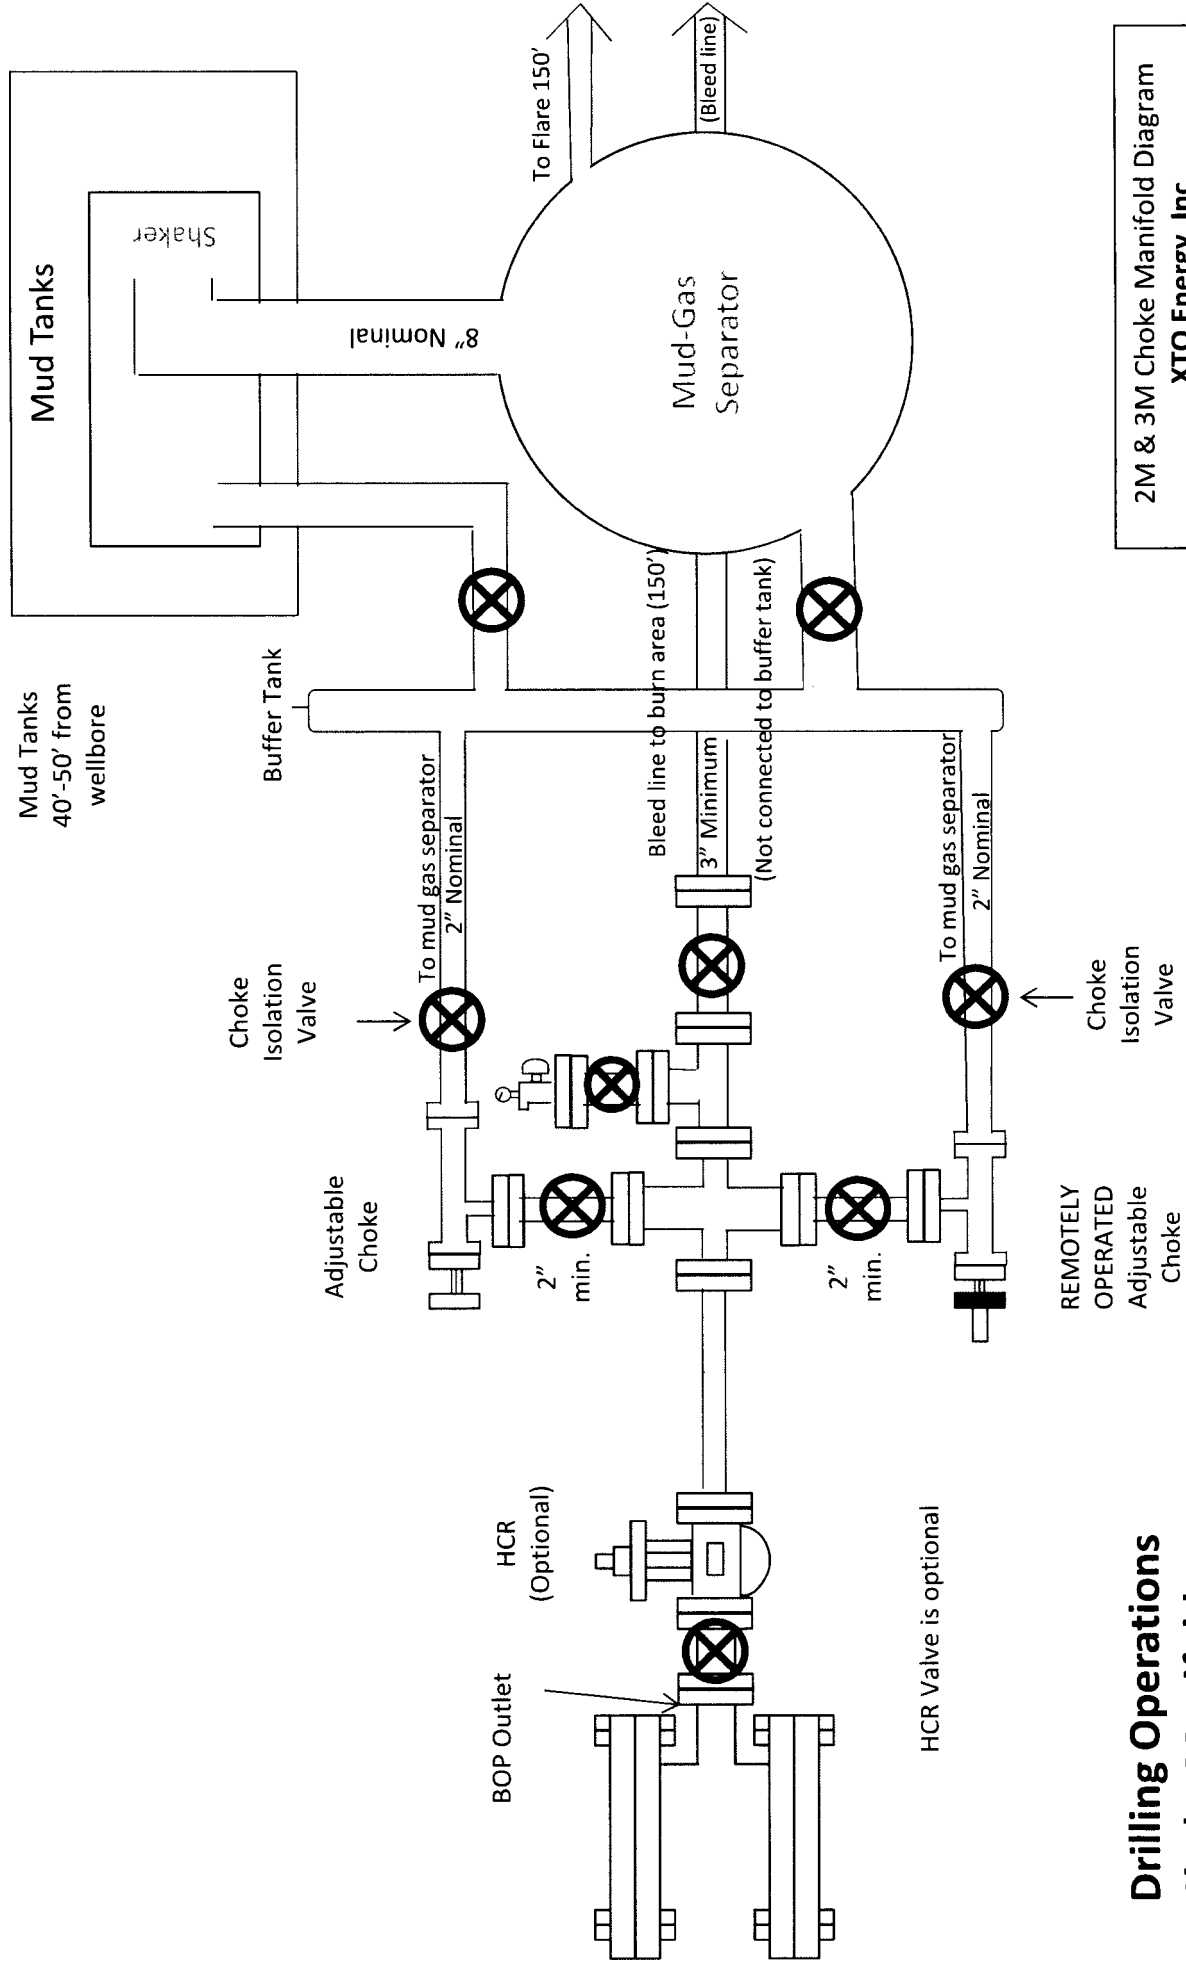 Mud Tanks
40’-50’ from
wellbore
Mud Tanks
Shaker
8” Nominal
Buffer Tank
To Flare 150’
(Bleed line)
Mud-Gas
Separator
Choke
Isolation
Valve
To mud gas separator
2” Nominal
Bleed line to burn area (150’)
3” Minimum
(Not connected to buffer tank)
To mud gas separator
2” Nominal
Choke
Isolation
Valve
Adjustable
Choke
2”
min.
2”
min.
REMOTELY
OPERATED
Adjustable
Choke
HCR
(Optional)
BOP Outlet
HCR Valve is optional
Drilling Operations
2M & 3M Choke Manifold Diagram
XTO Energy, Inc